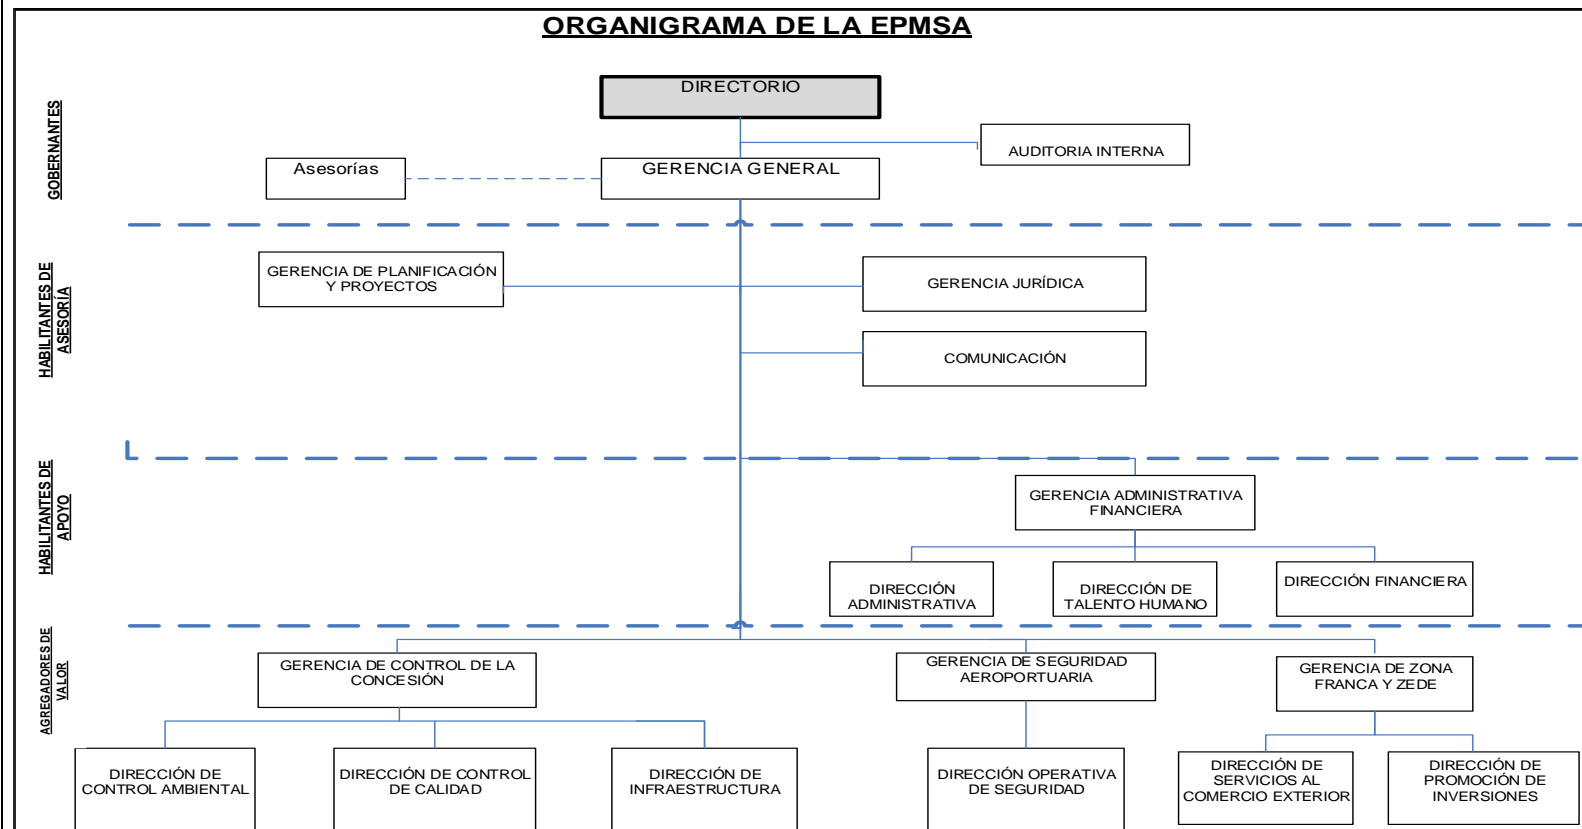 ORGANIGRAMA DE LA EPMSA
GOBERNANTES
DIRECTORIO
AUDITORIA INTERNA
Asesorías
GERENCIA GENERAL
HABILITANTES DE
ASESORÍA
GERENCIA DE PLANIFICACIÓN
Y PROYECTOS
GERENCIA JURÍDICA
COMUNICACIÓN
HABILITANTES DE
APOYO
GERENCIA ADMINISTRATIVA
FINANCIERA
DIRECCIÓN
ADMINISTRATIVA
DIRECCIÓN DE
TALENTO HUMANO
DIRECCIÓN FINANCIERA
AGREGADORES DE
VALOR
GERENCIA DE CONTROL DE LA
CONCESIÓN
GERENCIA DE SEGURIDAD
AEROPORTUARIA
GERENCIA DE ZONA
FRANCA Y ZEDE
DIRECCIÓN DE
CONTROL AMBIENTAL
DIRECCIÓN DE CONTROL
DE CALIDAD
DIRECCIÓN DE
INFRAESTRUCTURA
DIRECCIÓN OPERATIVA
DE SEGURIDAD
DIRECCIÓN DE
SERVICIOS AL
COMERCIO EXTERIOR
DIRECCIÓN DE
PROMOCIÓN DE
INVERSIONES